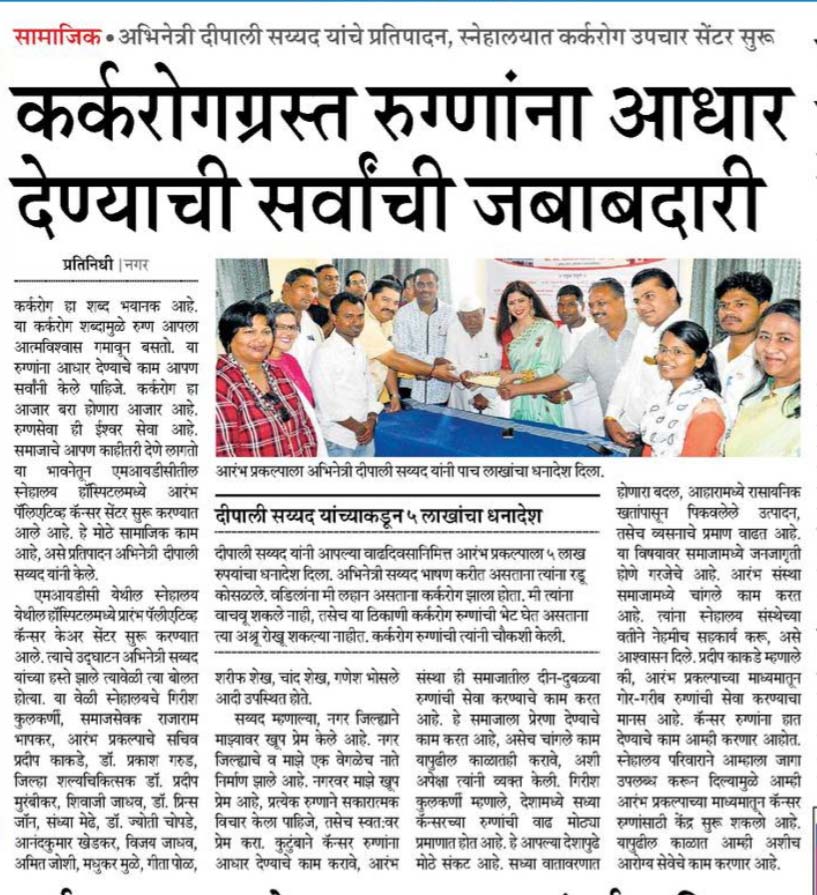 सामाजिक • अभिनेत्री दीपाली सय्यद यांचे प्रतिपादन, स्नेहालयात कर्करोग उपचार सेंटर सुरू
कर्करोगग्रस्त रुग्णांना आधार
देण्याची सर्वांची जबाबदारी
प्रतिनिधी | नगर
कर्करोग हा शब्द भयानक आहे.
या कर्करोग शब्दामुळे रुग्ण आपला
आत्मविश्वास गमावून बसतो. या
रुग्णांना आधार देण्याचे काम आपण
सर्वांनी केले पाहिजे. कर्करोग हा
आजार बरा होणारा आजार आहे.
रुग्णसेवा ही ईश्वर सेवा आहे.
समाजाचे आपण काहीतरी देणे लागतो
या भावनेतून एमआयडीसीतील
स्नेहालय हॉस्पिटलमध्ये आरंभ
पॅलिएटिव्ह कॅन्सर सेंटर सुरू करण्यात
आले आहे. हे मोठे सामाजिक काम
आहे, असे प्रतिपादन अभिनेत्री दीपाली
सय्यद यांनी केले.
एमआयडीसी येथील स्नेहालय
येथील हॉस्पिटलमध्ये प्रारंभ पॅलीएटिव्ह
कॅन्सर केअर सेंटर सुरू करण्यात
आले. त्याचे उद्घाटन अभिनेत्री सय्यद
यांच्या हस्ते झाले त्यावेळी त्या बोलत
होत्या. या वेळी स्नेहालयचे गिरीश
कुलकर्णी, समाजसेवक राजाराम
भापकर, आरंभ प्रकल्पाचे सचिव
प्रदीप काकडे, डॉ. प्रकाश गरुड,
जिल्हा शल्यचिकित्सक डॉ. प्रदीप
मुरंबीकर, शिवाजी जाधव, डॉ. प्रिन्स
जॉन, संध्या मेढे, डॉ. ज्योती चोपडे,
आनंदकुमार खेडकर, विजय जाधव,
अमित जोशी, मधुकर मुळे, गीता पोळ,
आरंभ प्रकल्पाला अभिनेत्री दीपाली सय्यद यांनी पाच लाखांचा धनादेश दिला.
दीपाली सय्यद यांच्याकडून ५ लाखांचा धनादेश
दीपाली सय्यद यांनी आपल्या वाढदिवसानिमित्त आरंभ प्रकल्पाला ५ लाख
रुपयांचा धनादेश दिला. अभिनेत्री सय्यद भाषण करीत असताना त्यांना रडू
कोसळले. वडिलांना मी लहान असताना कर्करोग झाला होता. मी त्यांना
वाचवू शकले नाही, तसेच या ठिकाणी कर्करोग रुग्णांची भेट घेत असताना
त्या अश्रू रोखू शकल्या नाहीत. कर्करोग रुग्णांची त्यांनी चौकशी केली.
शरीफ शेख, चांद शेख, गणेश भोसले
आदी उपस्थित होते.
सय्यद म्हणाल्या, नगर जिल्ह्याने
माझ्यावर खूप प्रेम केले आहे. नगर
जिल्ह्याचे व माझे एक वेगळेच नाते
निर्माण झाले आहे. नगरवर माझे खूप
प्रेम आहे, प्रत्येक रुग्णाने सकारात्मक
विचार केला पाहिजे, तसेच स्वत:वर
प्रेम करा. कुटुंबाने कॅन्सर रुग्णांना
आधार देण्याचे काम करावे, आरंभ
संस्था ही समाजातील दीन-दुबळ्या
रुग्णांची सेवा करण्याचे काम करत
आहे. हे समाजाला प्रेरणा देण्याचे
काम करत आहे, असेच चांगले काम
यापुढील काळातही करावे, अशी
अपेक्षा त्यांनी व्यक्त केली. गिरीश
कुलकर्णी म्हणाले, देशामध्ये सध्या
कॅन्सरच्या रुग्णांची वाढ मोठ्या
प्रमाणात होत आहे. हे आपल्या देशापुढे
मोठे संकट आहे. सध्या वातावरणात
होणारा बदल, आहारामध्ये रासायनिक
खतांपासून पिकवलेले उत्पादन,
तसेच व्यसनाचे प्रमाण वाढत आहे.
या विषयावर समाजामध्ये जनजागृती
होणे गरजेचे आहे. आरंभ संस्था
समाजामध्ये चांगले काम करत
आहे. त्यांना स्नेहालय संस्थेच्या
वतीने नेहमीच सहकार्य करू, असे
आश्वासन दिले. प्रदीप काकडे म्हणाले
की, आरंभ प्रकल्पाच्या माध्यमातून
गोर-गरीब रुग्णांची सेवा करण्याचा
मानस आहे. कॅन्सर रुग्णांना हात
देण्याचे काम आम्ही करणार आहोत.
स्नेहालय परिवाराने आम्हाला जागा
उपलब्ध करून दिल्यामुळे आम्ही
आरंभ प्रकल्पाच्या माध्यमातून कॅन्सर
रुग्णांसाठी केंद्र सुरू शकलो आहे.
यापुढील काळात आम्ही अशीच
आरोग्य सेवेचे काम करणार आहे.